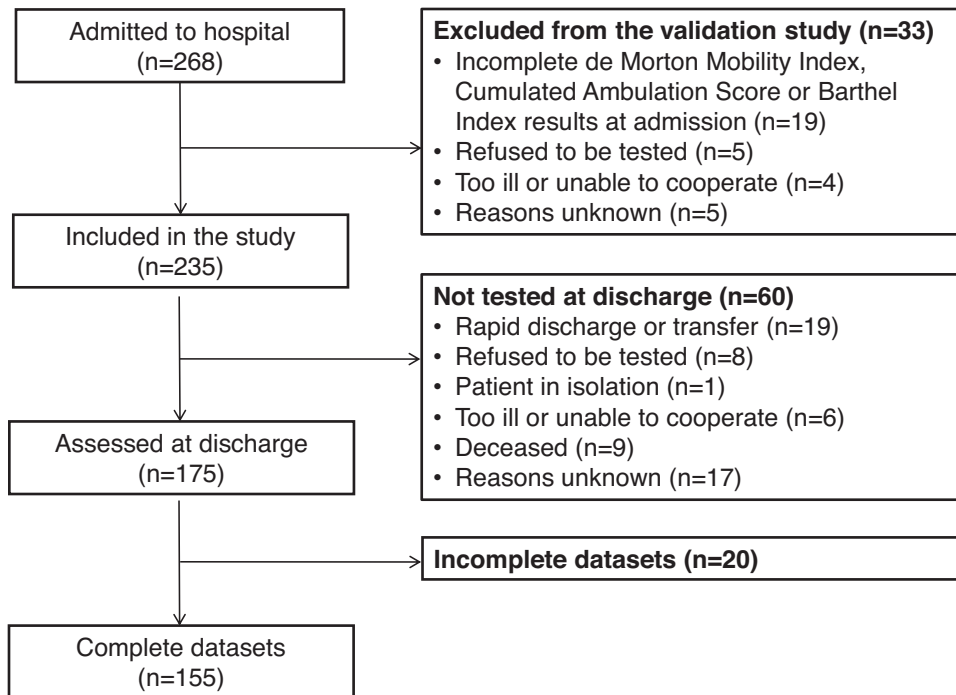 Admitted to hospital
(n=268)
Excluded from the validation study (n=33)
• Incomplete de Morton Mobility Index,
Cumulated Ambulation Score or Barthel
Index results at admission (n=19)
• Refused to be tested (n=5)
• Too ill or unable to cooperate (n=4)
• Reasons unknown (n=5)
Included in the study
(n=235)
Not tested at discharge (n=60)
• Rapid discharge or transfer (n=19)
• Refused to be tested (n=8)
• Patient in isolation (n=1)
• Too ill or unable to cooperate (n=6)
• Deceased (n=9)
• Reasons unknown (n=17)
Assessed at discharge
(n=175)
Incomplete datasets (n=20)
Complete datasets
(n=155)